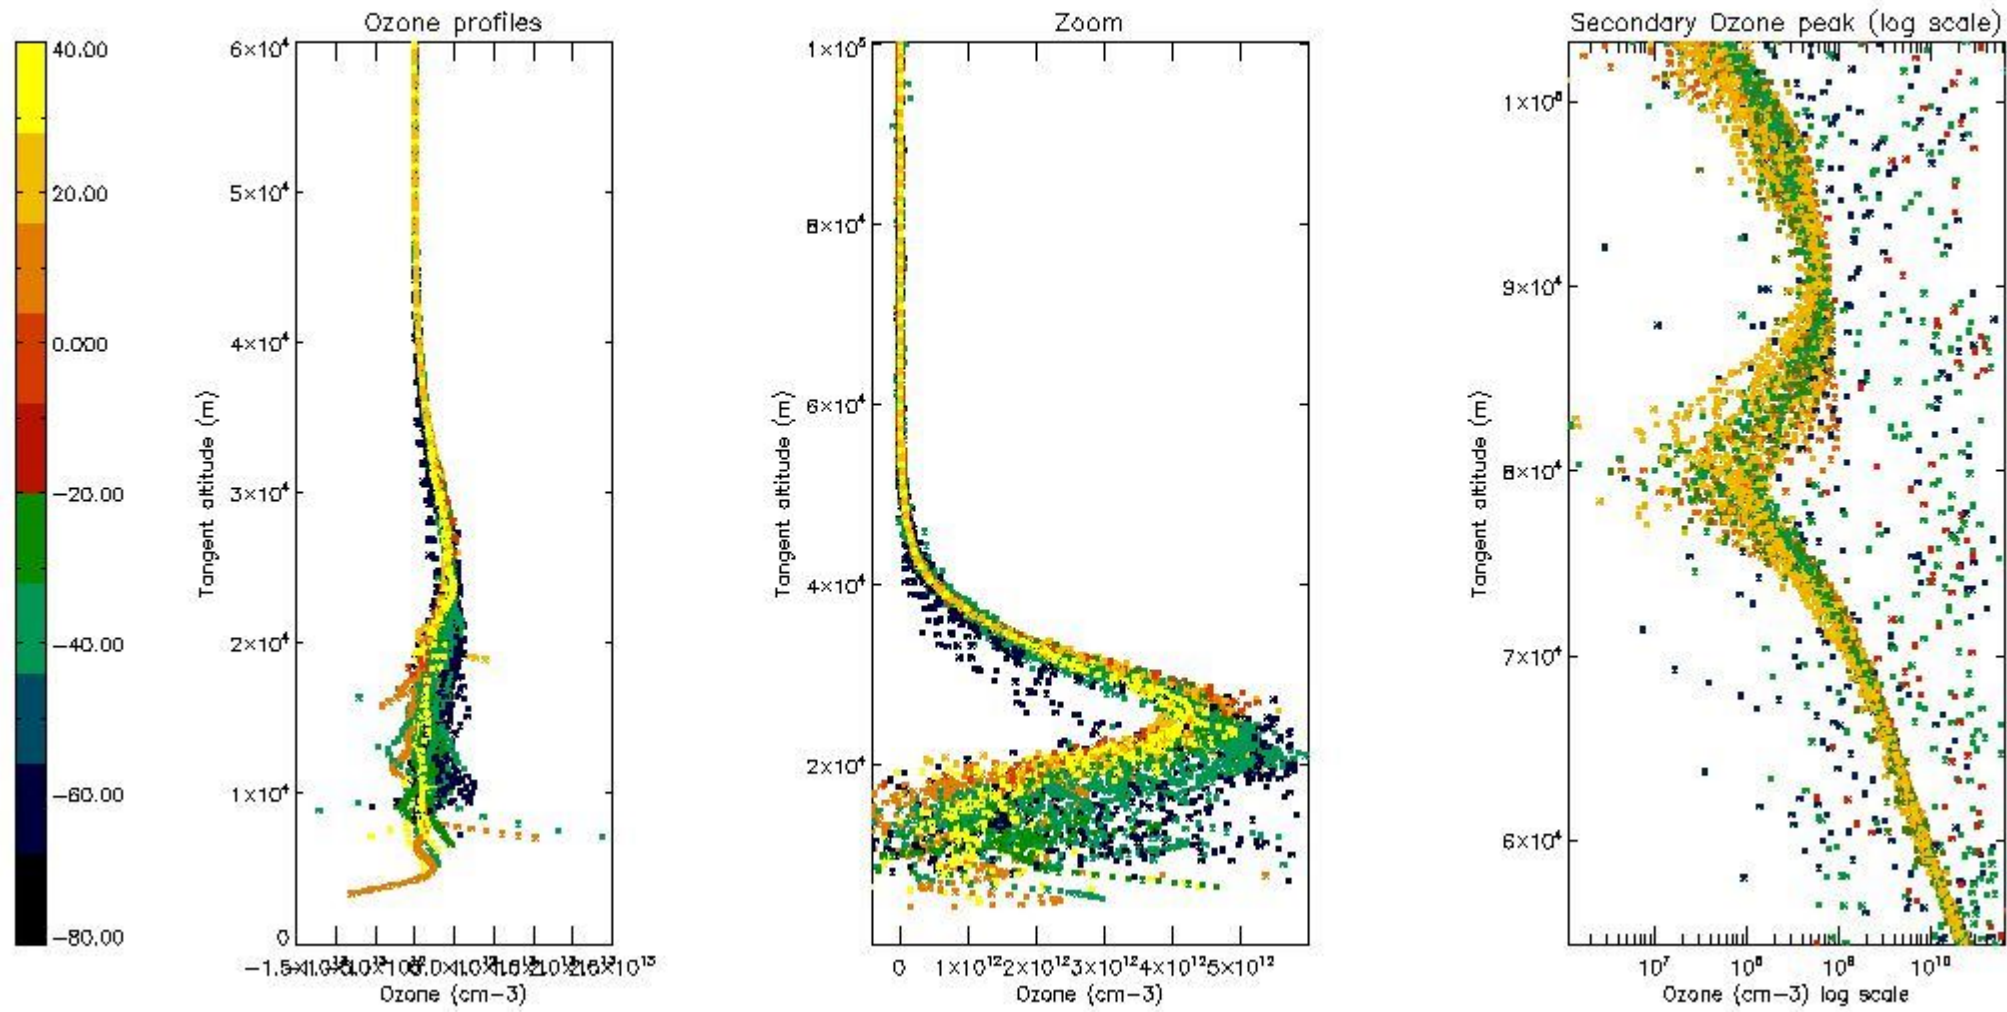 Ozone profiles
Zoom
Secondary Ozone peak (log scale)
40.00
20.00
0.000
−20.00
−40.00
−60.00
−80.00
6×10⁴
5×10⁴
4×10⁴
3×10⁴
2×10⁴
1×10⁴
0
Tangent altitude (m)
Ozone (cm−3)
1×10⁵
8×10⁴
6×10⁴
4×10⁴
2×10⁴
Tangent altitude (m)
0 1×10¹² 2×10¹² 3×10¹² 4×10¹² 5×10¹²
Ozone (cm−3)
9×10⁴
8×10⁴
7×10⁴
6×10⁴
Tangent altitude (m)
10⁷ 10⁸ 10⁹ 10¹⁰
Ozone (cm−3) log scale